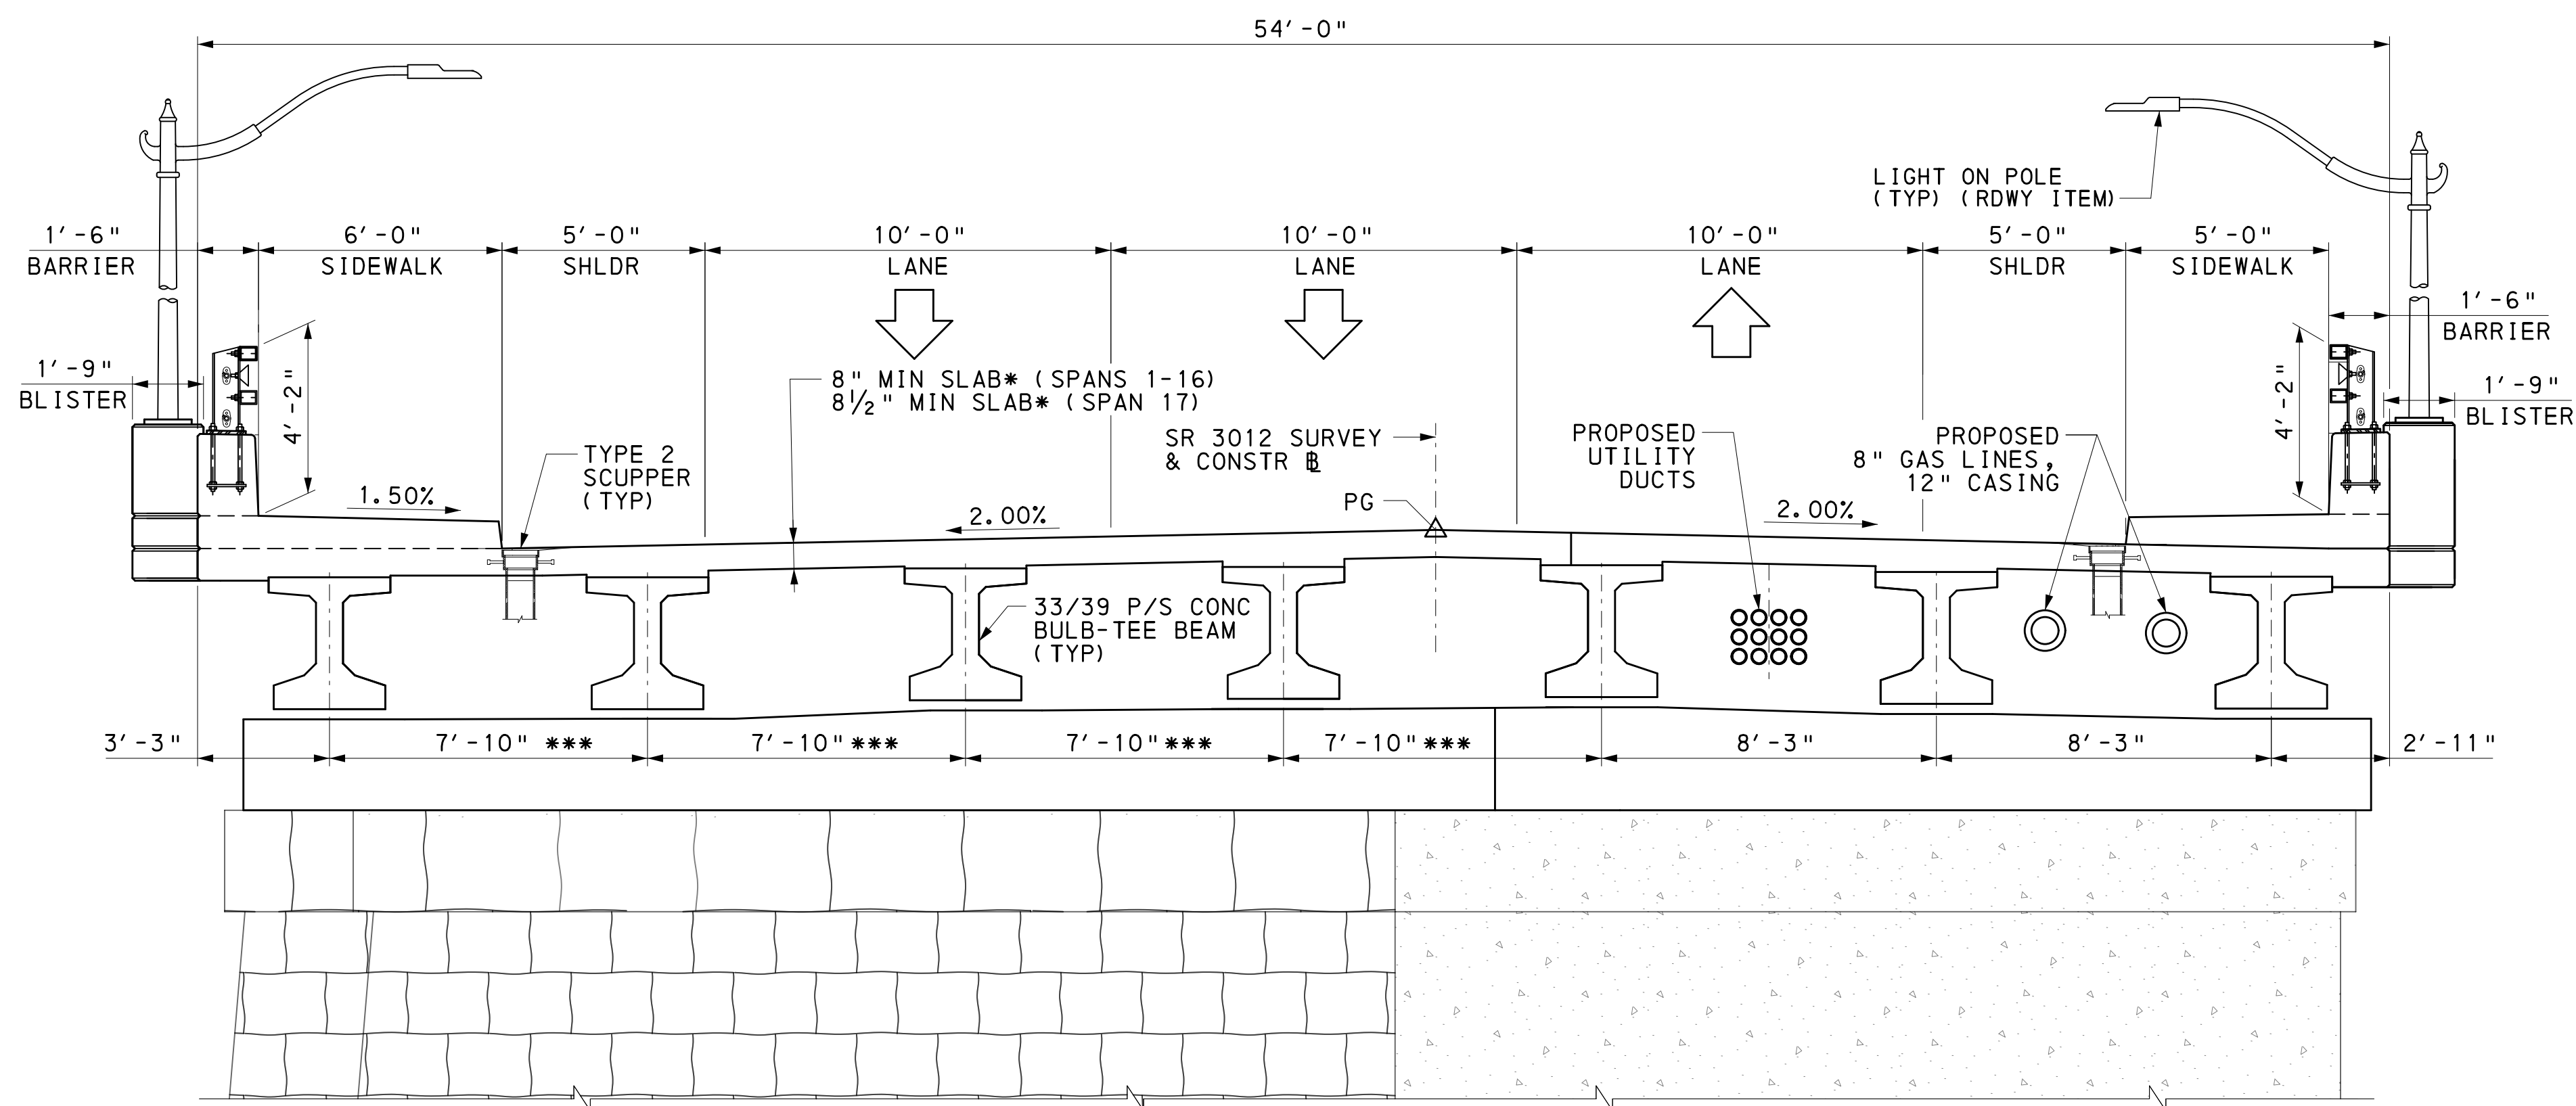 54'-0"
LIGHT ON POLE
(TYP) (RDWY ITEM)
1'-6"
BARRIER
6'-0"
SIDEWALK
5'-0"
SHLDR
10'-0"
LANE
10'-0"
LANE
10'-0"
LANE
5'-0"
SHLDR
5'-0"
SIDEWALK
1'-6"
BARRIER
1'-9"
BLISTER
4'-2"
8" MIN SLAB* (SPANS 1-16)
8½" MIN SLAB* (SPAN 17)
4'-2"
1'-9"
BLISTER
TYPE 2
SCUPPER
(TYP)
SR 3012 SURVEY
& CONSTR BL
PROPOSED
UTILITY
DUCTS
PROPOSED
8" GAS LINES,
12" CASING
1.50%
2.00%
PG
2.00%
33/39 P/S CONC
BULB-TEE BEAM
(TYP)
3'-3"
7'-10" ***
7'-10"***
7'-10"***
7'-10"***
8'-3"
8'-3"
2'-11"